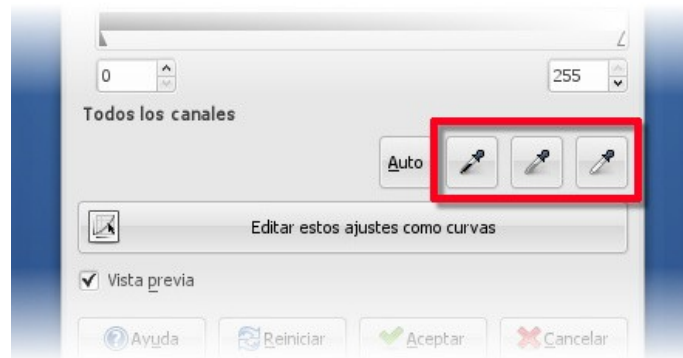 0 255
Todos los canales
Auto
Editar estos ajustes como curvas
Vista previa
Ayuda Reiniciar Aceptar Cancelar